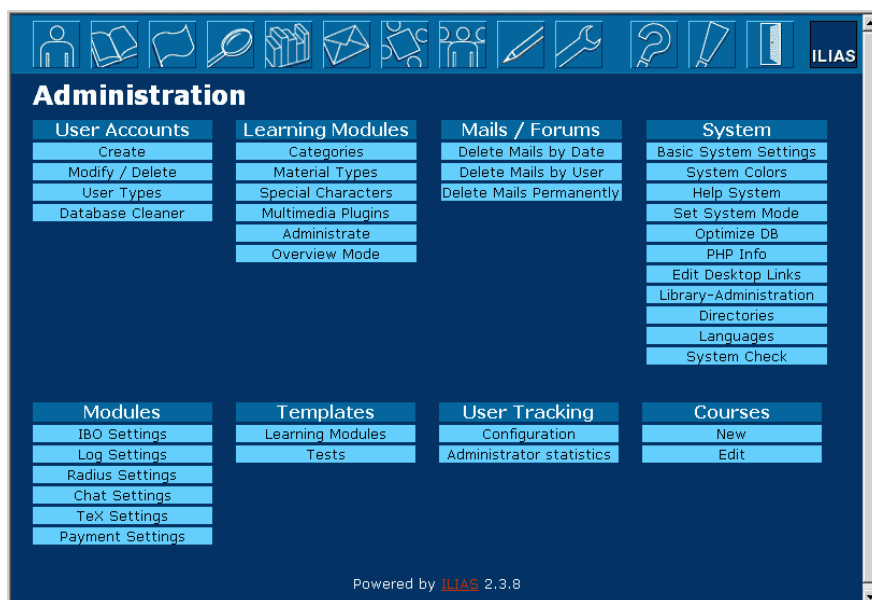 ILIAS
Administration
User Accounts
Create
Modify / Delete
User Types
Database Cleaner
Learning Modules
Categories
Material Types
Special Characters
Multimedia Plugins
Administrate
Overview Mode
Mails / Forums
Delete Mails by Date
Delete Mails by User
Delete Mails Permanently
System
Basic System Settings
System Colors
Help System
Set System Mode
Optimize DB
PHP Info
Edit Desktop Links
Library-Administration
Directories
Languages
System Check
Modules
IBO Settings
Log Settings
Radius Settings
Chat Settings
TeX Settings
Payment Settings
Templates
Learning Modules
Tests
User Tracking
Configuration
Administrator statistics
Courses
New
Edit
Powered by ILIAS 2.3.8